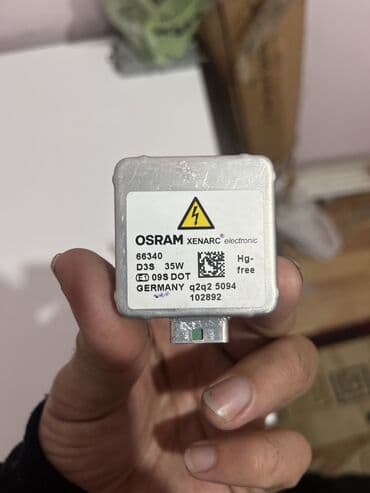 OSRAM XENARC® electronic
66340
Hg-
D3S 35W
free
E1 09S DOT
GERMANY q2q2 5094
102892